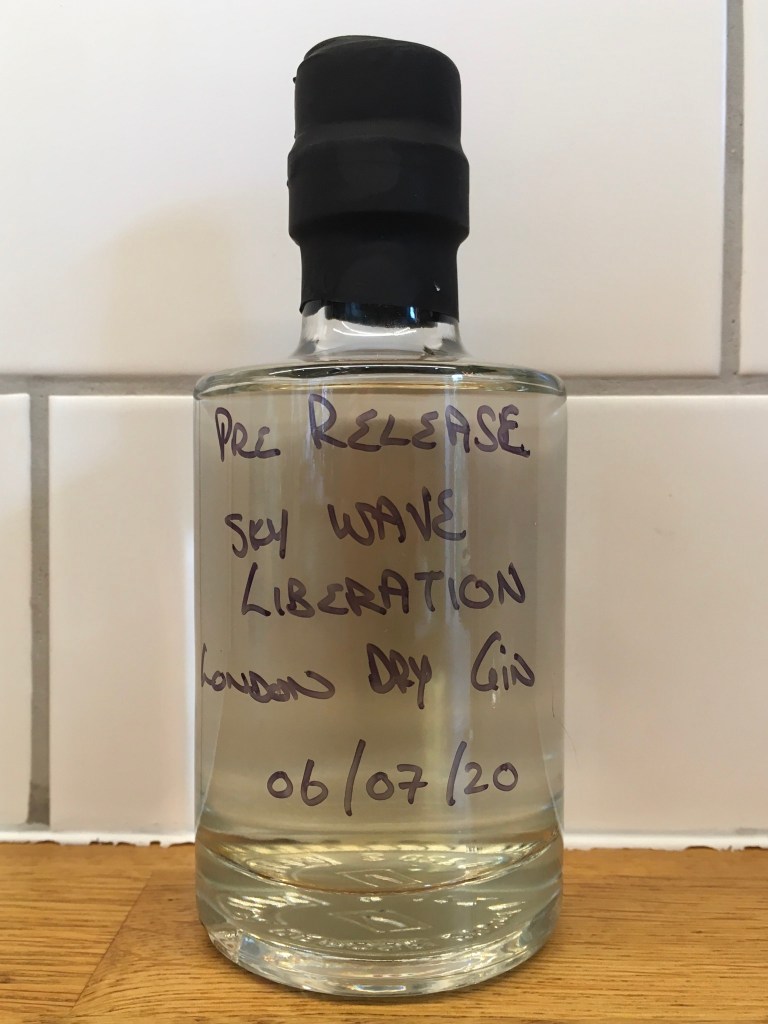 PRE RELEASE
SKY WAVE
LIBERATION
LONDON DRY GIN
06/07/20